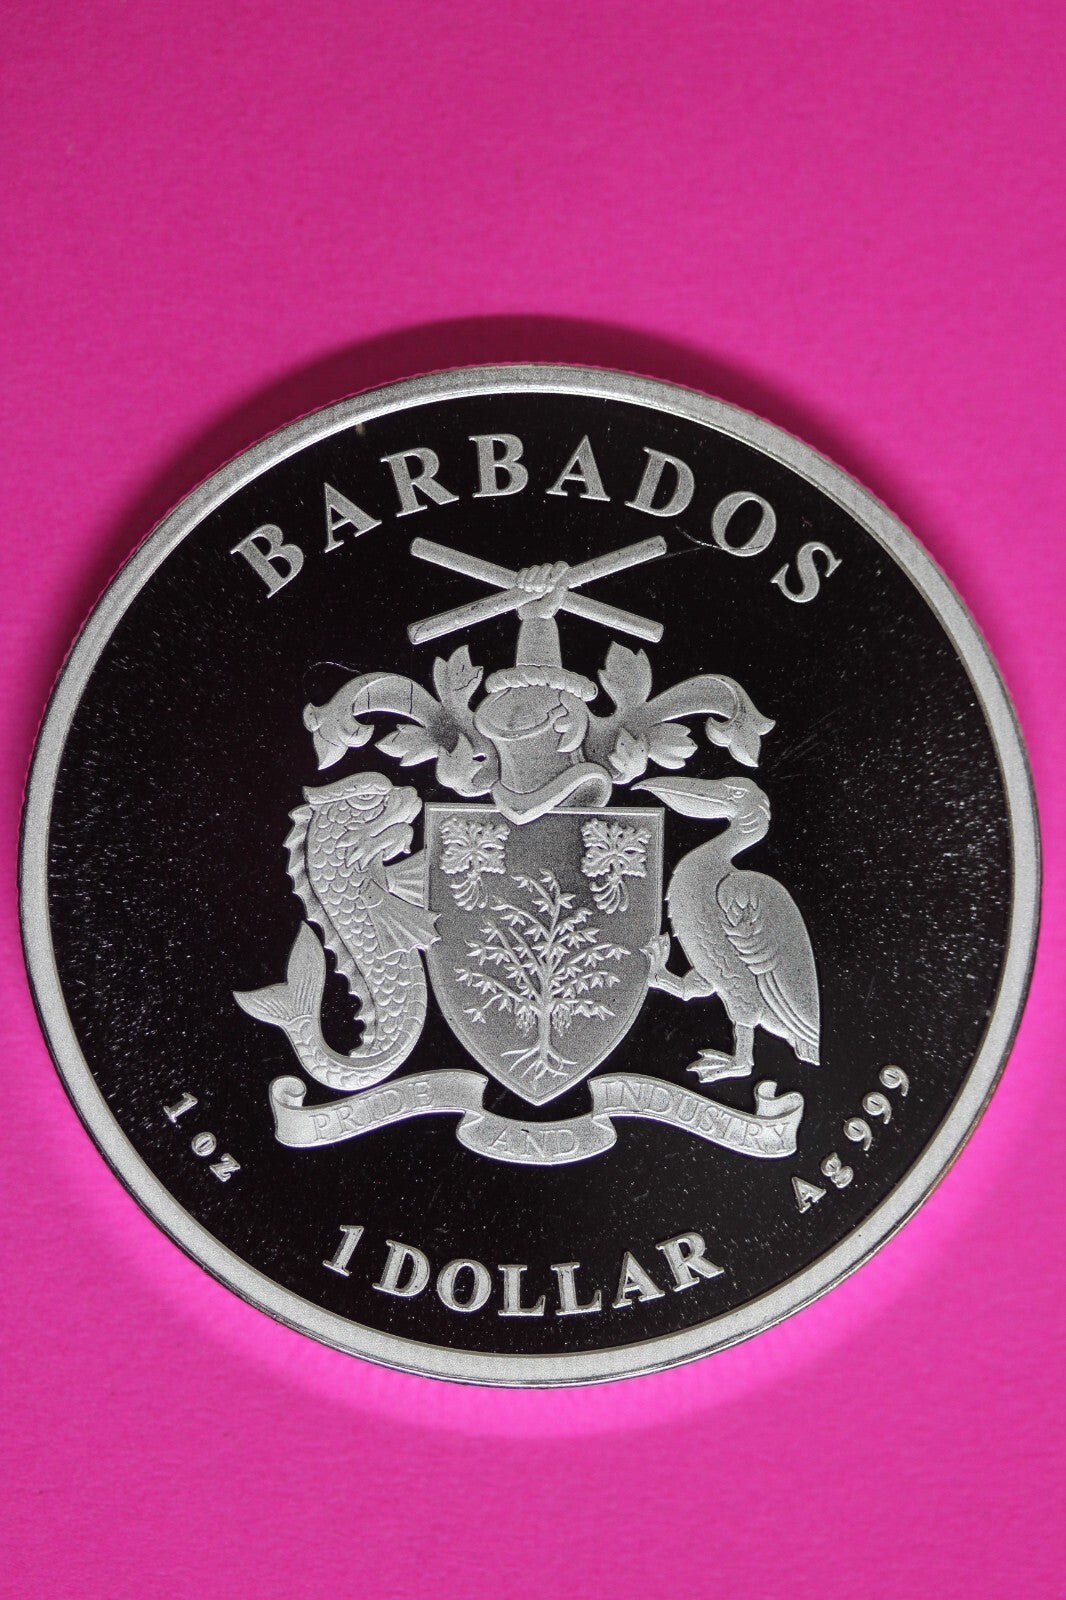 BARBADOS
PRIDE AND INDUSTRY
1 oz
Ag 999
1 DOLLAR